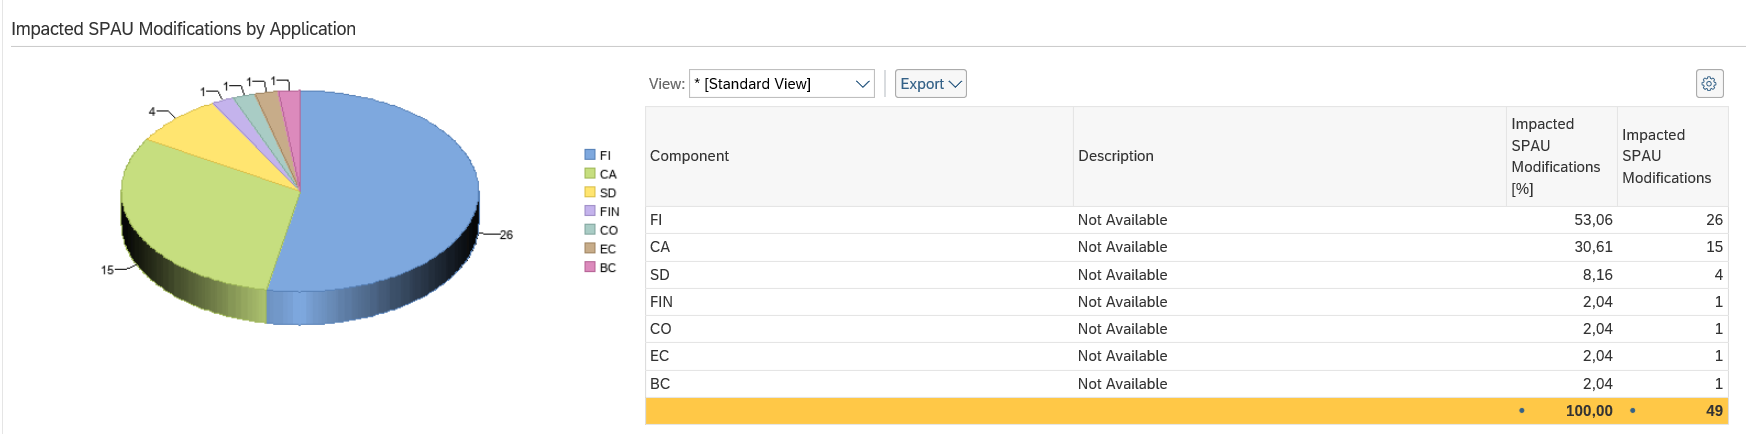 Impacted SPAU Modifications by Application
1 1 1 1
4
15
26
FI
CA
SD
FIN
CO
EC
BC
View: * [Standard View] Export
Component Description Impacted SPAU Modifications [%] Impacted SPAU Modifications
FI Not Available 53,06 26
CA Not Available 30,61 15
SD Not Available 8,16 4
FIN Not Available 2,04 1
CO Not Available 2,04 1
EC Not Available 2,04 1
BC Not Available 2,04 1
• 100,00 • 49